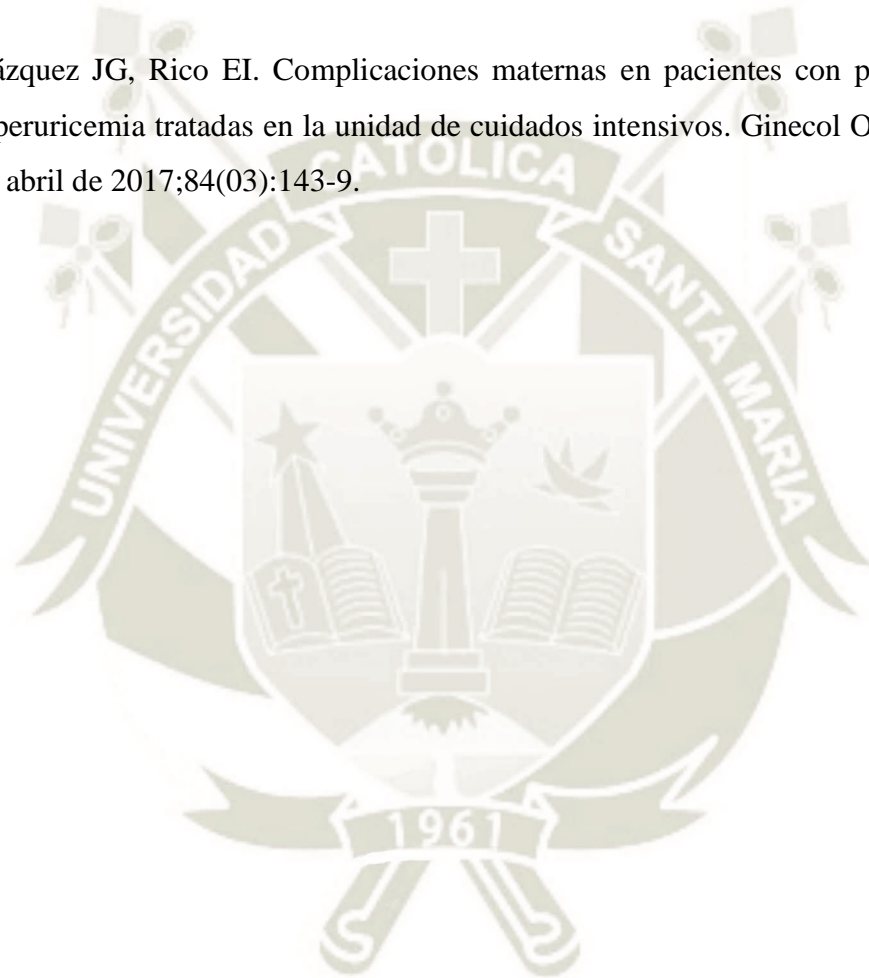 ázquez JG, Rico EI. Complicaciones maternas en pacientes con p
peruricemia tratadas en la unidad de cuidados intensivos. Ginecol O
abril de 2017;84(03):143-9.
UNIVERSIDAD CATÓLICA SANTA MARIA
1961